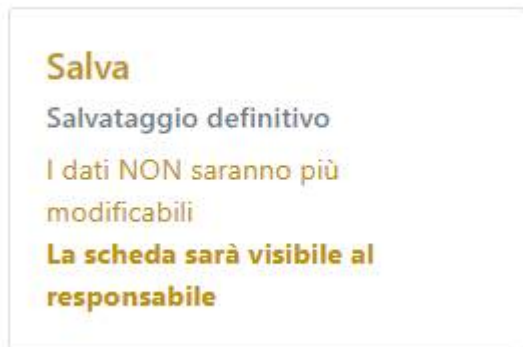 Salva
Salvataggio definitivo
I dati NON saranno più
modificabili
La scheda sarà visibile al
responsabile